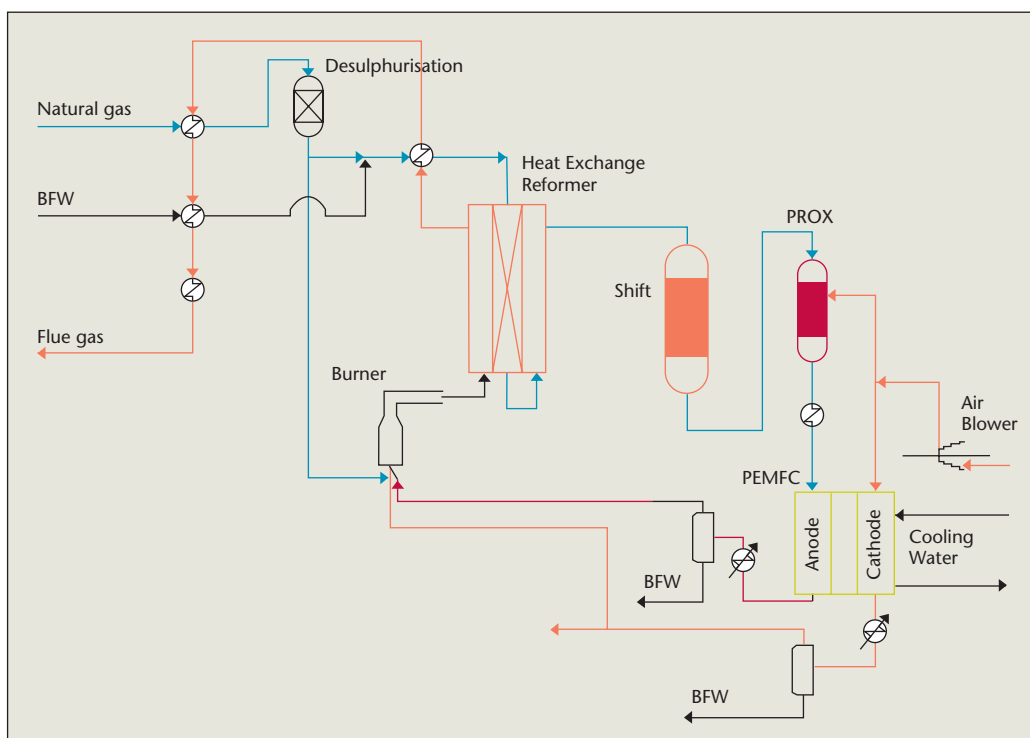 Desulphurisation
Natural gas
Heat Exchange
Reformer
BFW
PROX
Shift
Flue gas
Burner
Air
Blower
PEMFC
Anode
Cathode
Cooling
Water
BFW
BFW